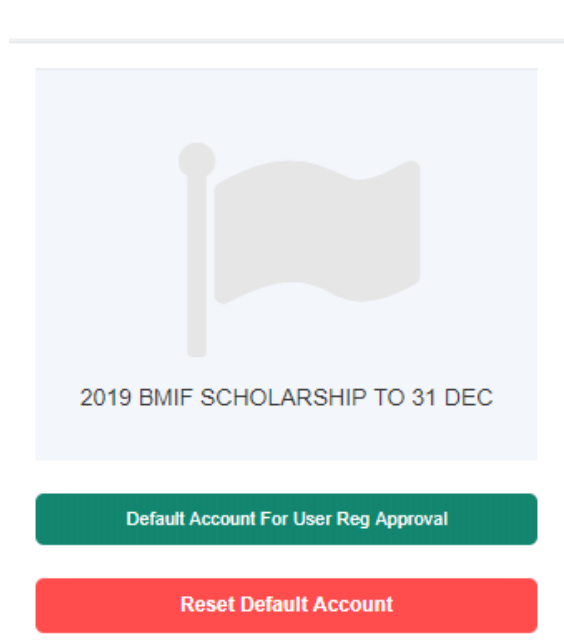 2019 BMIF SCHOLARSHIP TO 31 DEC
Default Account For User Reg Approval
Reset Default Account